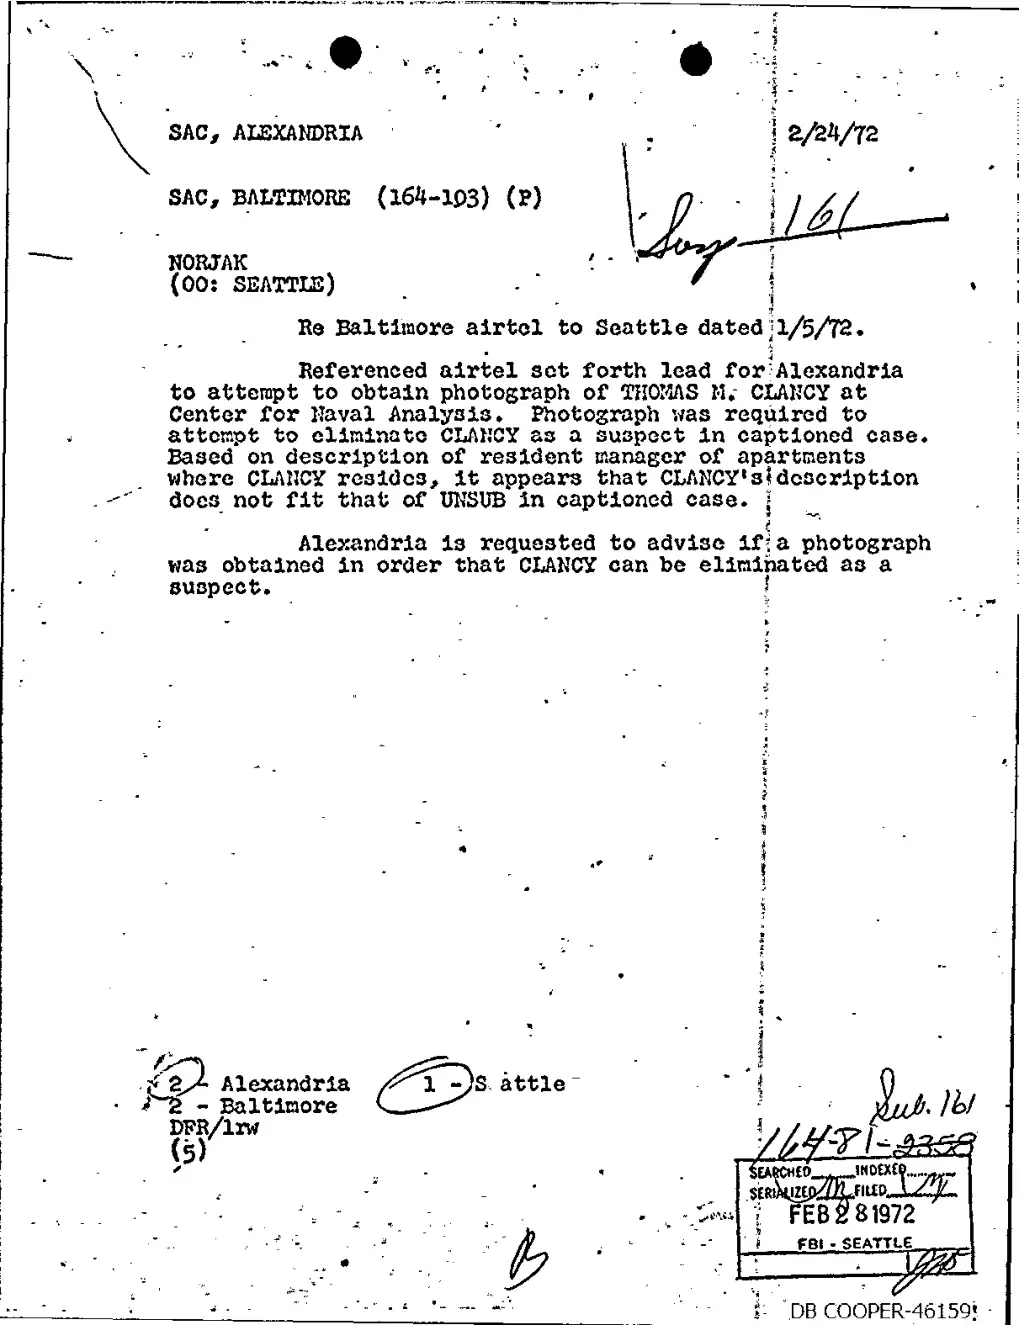 SAC, ALEXANDRIA 2/24/72
SAC, BALTIMORE (164-103) (P)
161
NORJAK
(OO: SEATTLE)
Re Baltimore airtel to Seattle dated 1/5/72.
Referenced airtel set forth lead for Alexandria
to attempt to obtain photograph of THOMAS M. CLANCY at
Center for Naval Analysis. Photograph was required to
attempt to eliminate CLANCY as a suspect in captioned case.
Based on description of resident manager of apartments
where CLANCY resides, it appears that CLANCY's description
does not fit that of UNSUB in captioned case.
Alexandria is requested to advise if a photograph
was obtained in order that CLANCY can be eliminated as a
suspect.
2 - Alexandria 1 - S attle
2 - Baltimore
DFR/lrw
(5)
Sub. 161
164-81-2358
SEARCHED INDEXED
SERIALIZED FILED
FEB 28 1972
FBI - SEATTLE
B
DB COOPER-46159